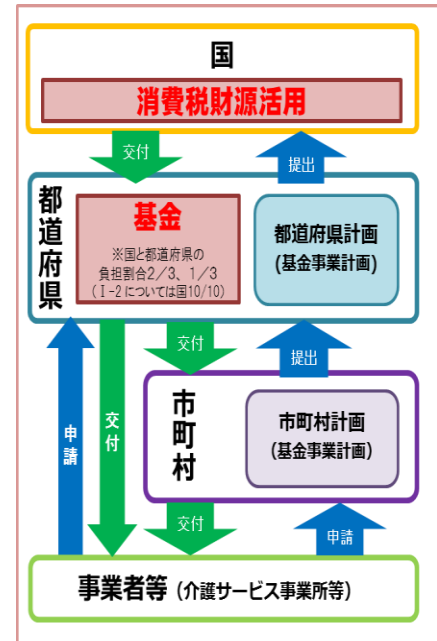 国
消費税財源活用
交付
提出
都道府県
基金
※国と都道府県の
負担割合2/3、1/3
(Ⅰ-2については国10/10)
都道府県計画
(基金事業計画)
交付
提出
申請
交付
市町村
市町村計画
(基金事業計画)
交付
申請
事業者等 (介護サービス事業所等)